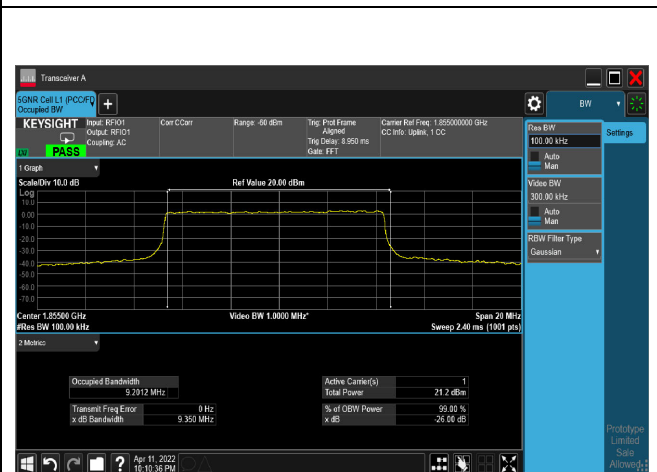 Transceiver A
5GNR Cell L1 (PCC/FD
Occupied BW
+
BW
KEYSIGHT
PASS
Input: RFIO1
Output: RFIO1
Coupling: AC
Corr CCorr
Range: -60 dBm
Trig: Prot Frame
Aligned
Trig Delay: 8.950 ms
Gate: FFT
Carrier Ref Freq: 1.855000000 GHz
CC Info: Uplink, 1 CC
Settings
Res BW
100.00 kHz
Auto
Man
Video BW
300.00 kHz
Auto
Man
RBW Filter Type
Gaussian
1 Graph
Scale/Div 10.0 dB
Ref Value 20.00 dBm
Log
10.0
0.00
-10.0
-20.0
-30.0
-40.0
-50.0
-60.0
-70.0
Center 1.85500 GHz
Video BW 1.0000 MHz*
Span 20 MHz
#Res BW 100.00 kHz
Sweep 2.40 ms (1001 pts)
2 Metrics
Occupied Bandwidth
9.2012 MHz
Active Carrier(s) 1
Total Power 21.2 dBm
Transmit Freq Error 0 Hz
x dB Bandwidth 9.350 MHz
% of OBW Power 99.00 %
x dB -26.00 dB
Prototype
Limited
Sale
Allowed
?
Apr 11, 2022
10:10:36 PM